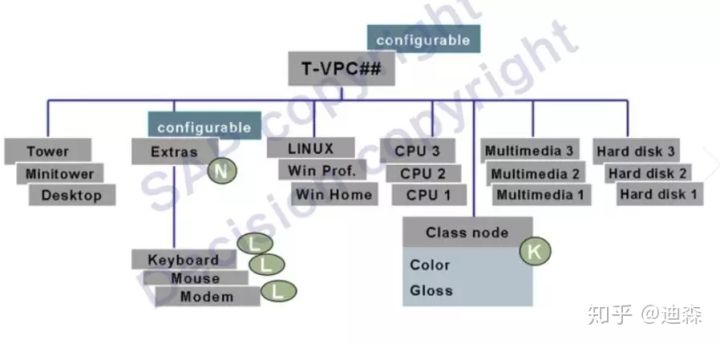 configurable
T-VPC##
configurable
Tower
Minitower
Desktop
Extras
N
LINUX
Win Prof.
Win Home
CPU 3
CPU 2
CPU 1
Multimedia 3
Multimedia 2
Multimedia 1
Hard disk 3
Hard disk 2
Hard disk 1
Keyboard
L
Mouse
L
Modem
L
Class node
K
Color
Gloss
SAP copyright
Decision copyright
知乎 @迪森